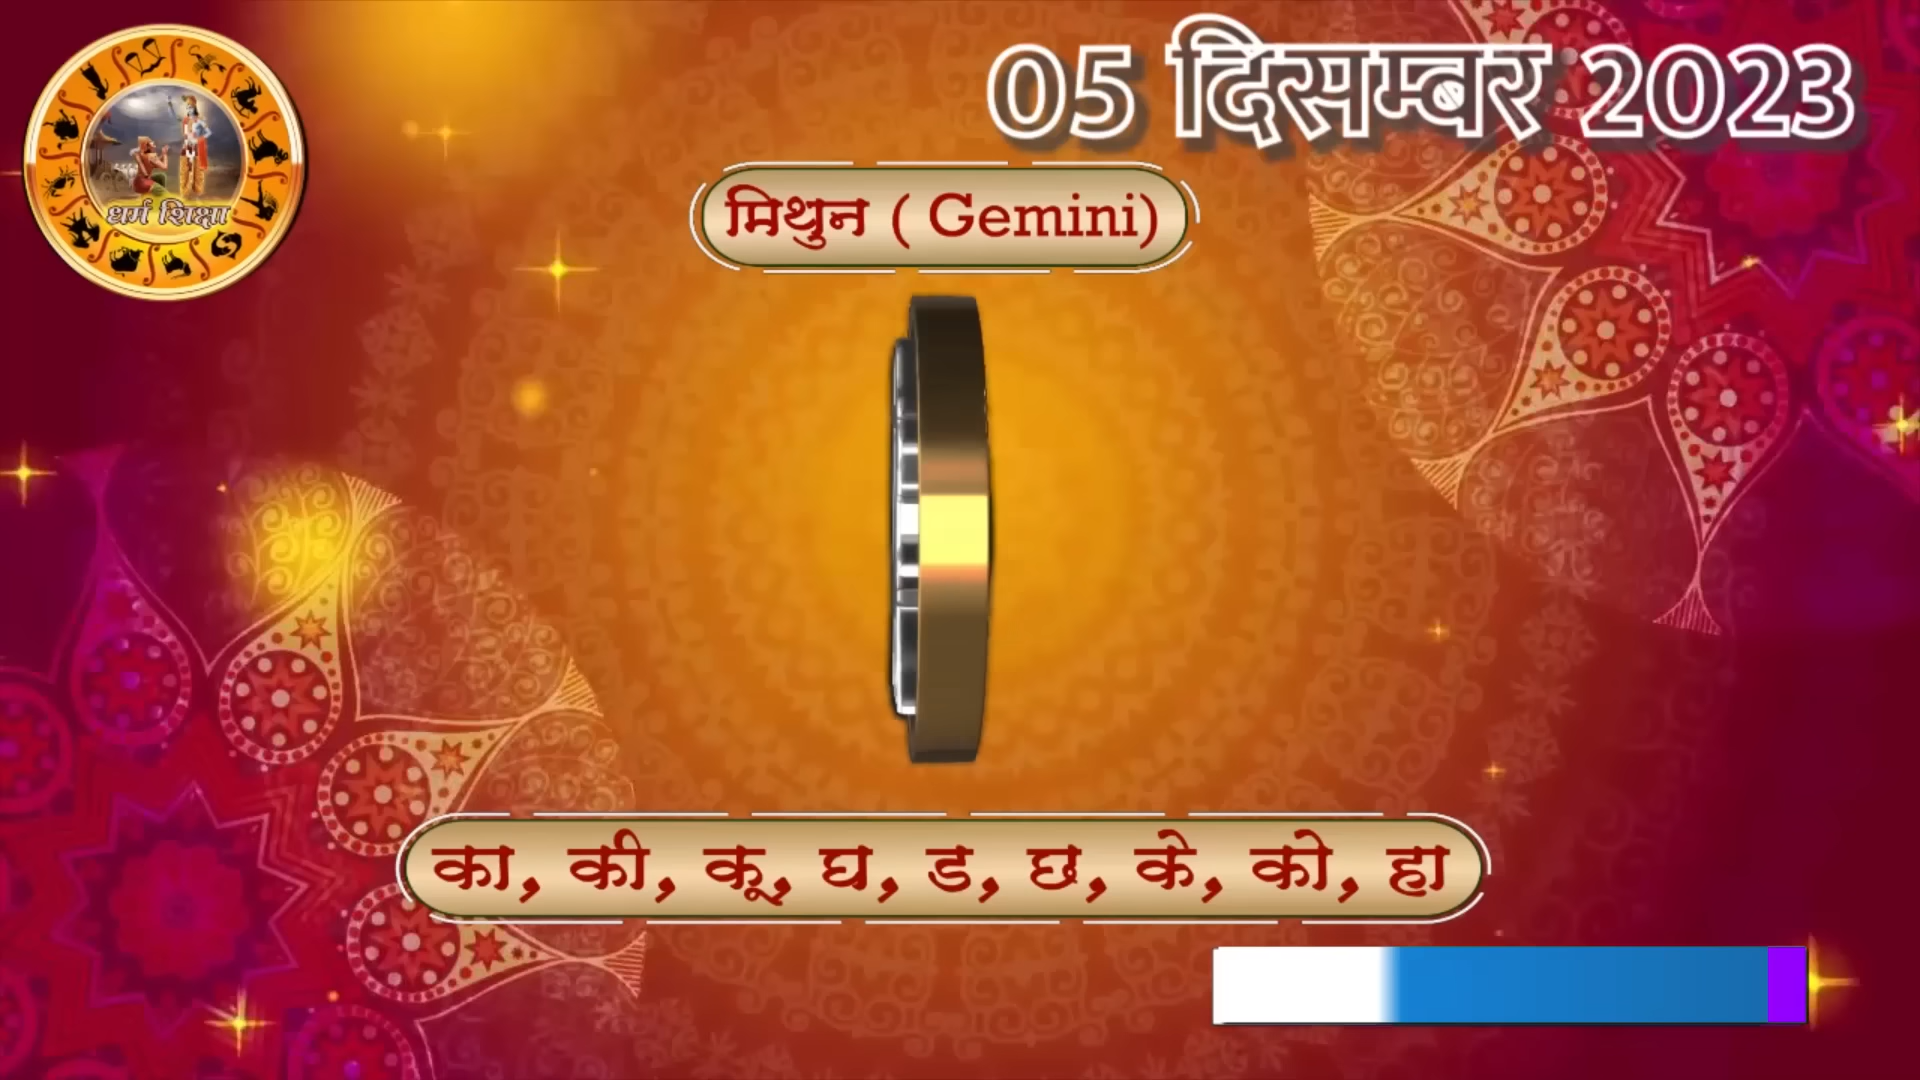 05 दिसम्बर 2023
धर्म शिक्षा
मिथुन ( Gemini)
का, की, कू, घ, ड, छ, के, को, हा